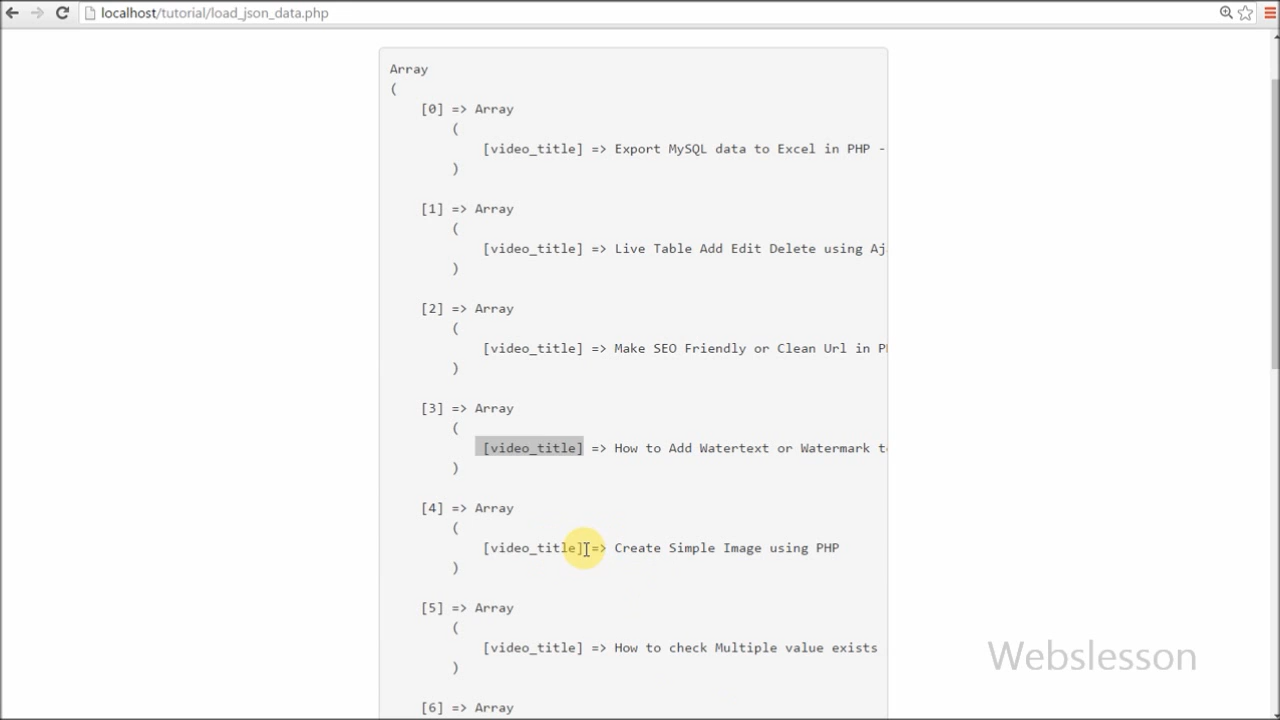 localhost/tutorial/load_json_data.php
Array
(
[0] => Array
(
[video_title] => Export MySQL data to Excel in PHP -
)
[1] => Array
(
[video_title] => Live Table Add Edit Delete using Aj
)
[2] => Array
(
[video_title] => Make SEO Friendly or Clean Url in
)
[3] => Array
(
[video_title] => How to Add Watertext or Watermark
)
[4] => Array
(
[video_title] => Create Simple Image using PHP
)
[5] => Array
(
[video_title] => How to check Multiple value exists
)
[6] => Array
Webslesson